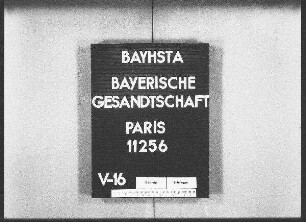 BAYHSTA
BAYERISCHE
GESANDTSCHAFT
PARIS
11256
V-16